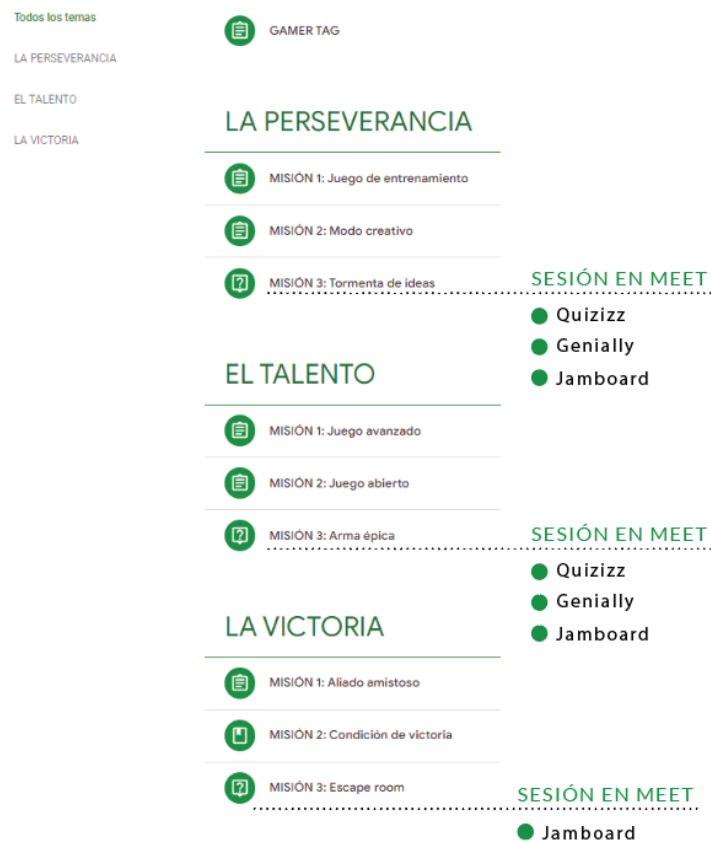 Todos los temas
LA PERSEVERANCIA
EL TALENTO
LA VICTORIA
GAMER TAG
LA PERSEVERANCIA
MISIÓN 1: Juego de entrenamiento
MISIÓN 2: Modo creativo
MISIÓN 3: Tormenta de ideas
SESIÓN EN MEET
Quizizz
Genially
Jamboard
EL TALENTO
MISIÓN 1: Juego avanzado
MISIÓN 2: Juego abierto
MISIÓN 3: Arma épica
SESIÓN EN MEET
Quizizz
Genially
Jamboard
LA VICTORIA
MISIÓN 1: Aliado amistoso
MISIÓN 2: Condición de victoria
MISIÓN 3: Escape room
SESIÓN EN MEET
Jamboard